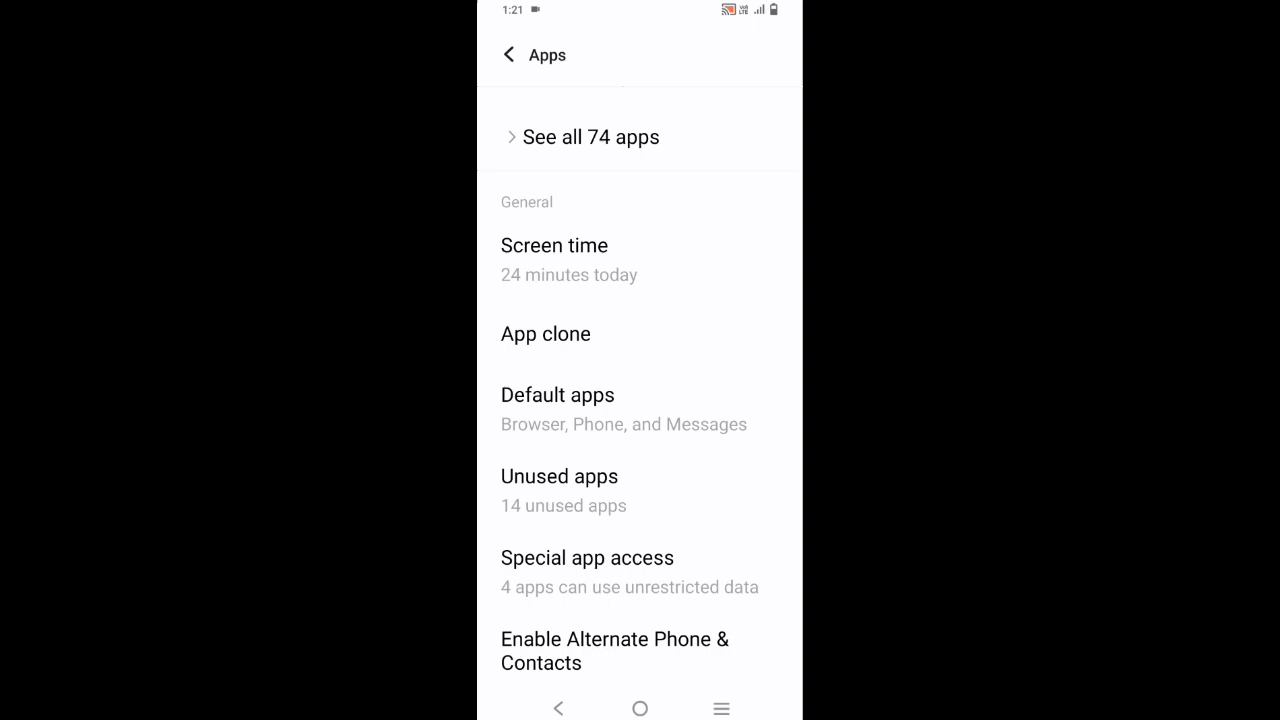 1:21
Vo)) LTE
Apps
See all 74 apps
General
Screen time
24 minutes today
App clone
Default apps
Browser, Phone, and Messages
Unused apps
14 unused apps
Special app access
4 apps can use unrestricted data
Enable Alternate Phone &
Contacts